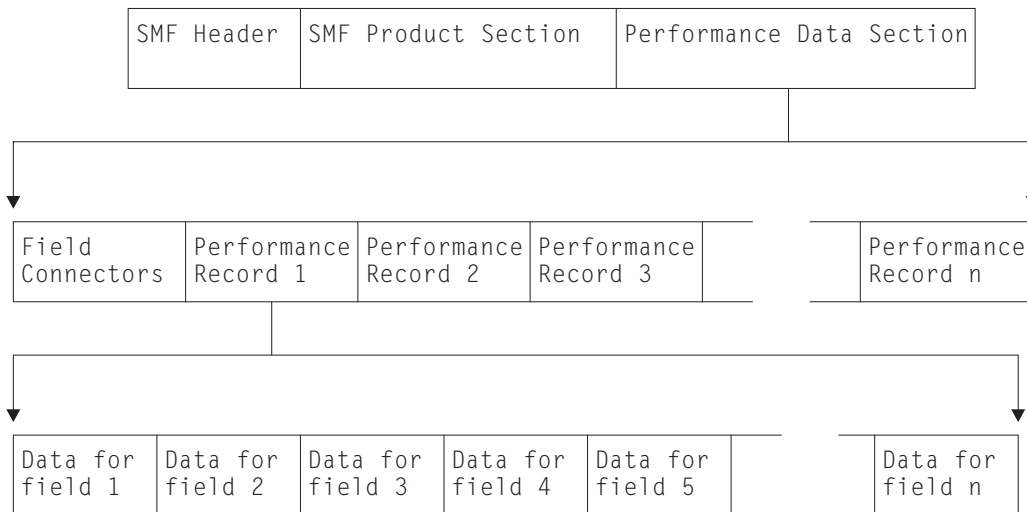 SMF Header SMF Product Section Performance Data Section
Field Connectors
Performance Record 1
Performance Record 2
Performance Record 3
Performance Record n
Data for field 1
Data for field 2
Data for field 3
Data for field 4
Data for field 5
Data for field n